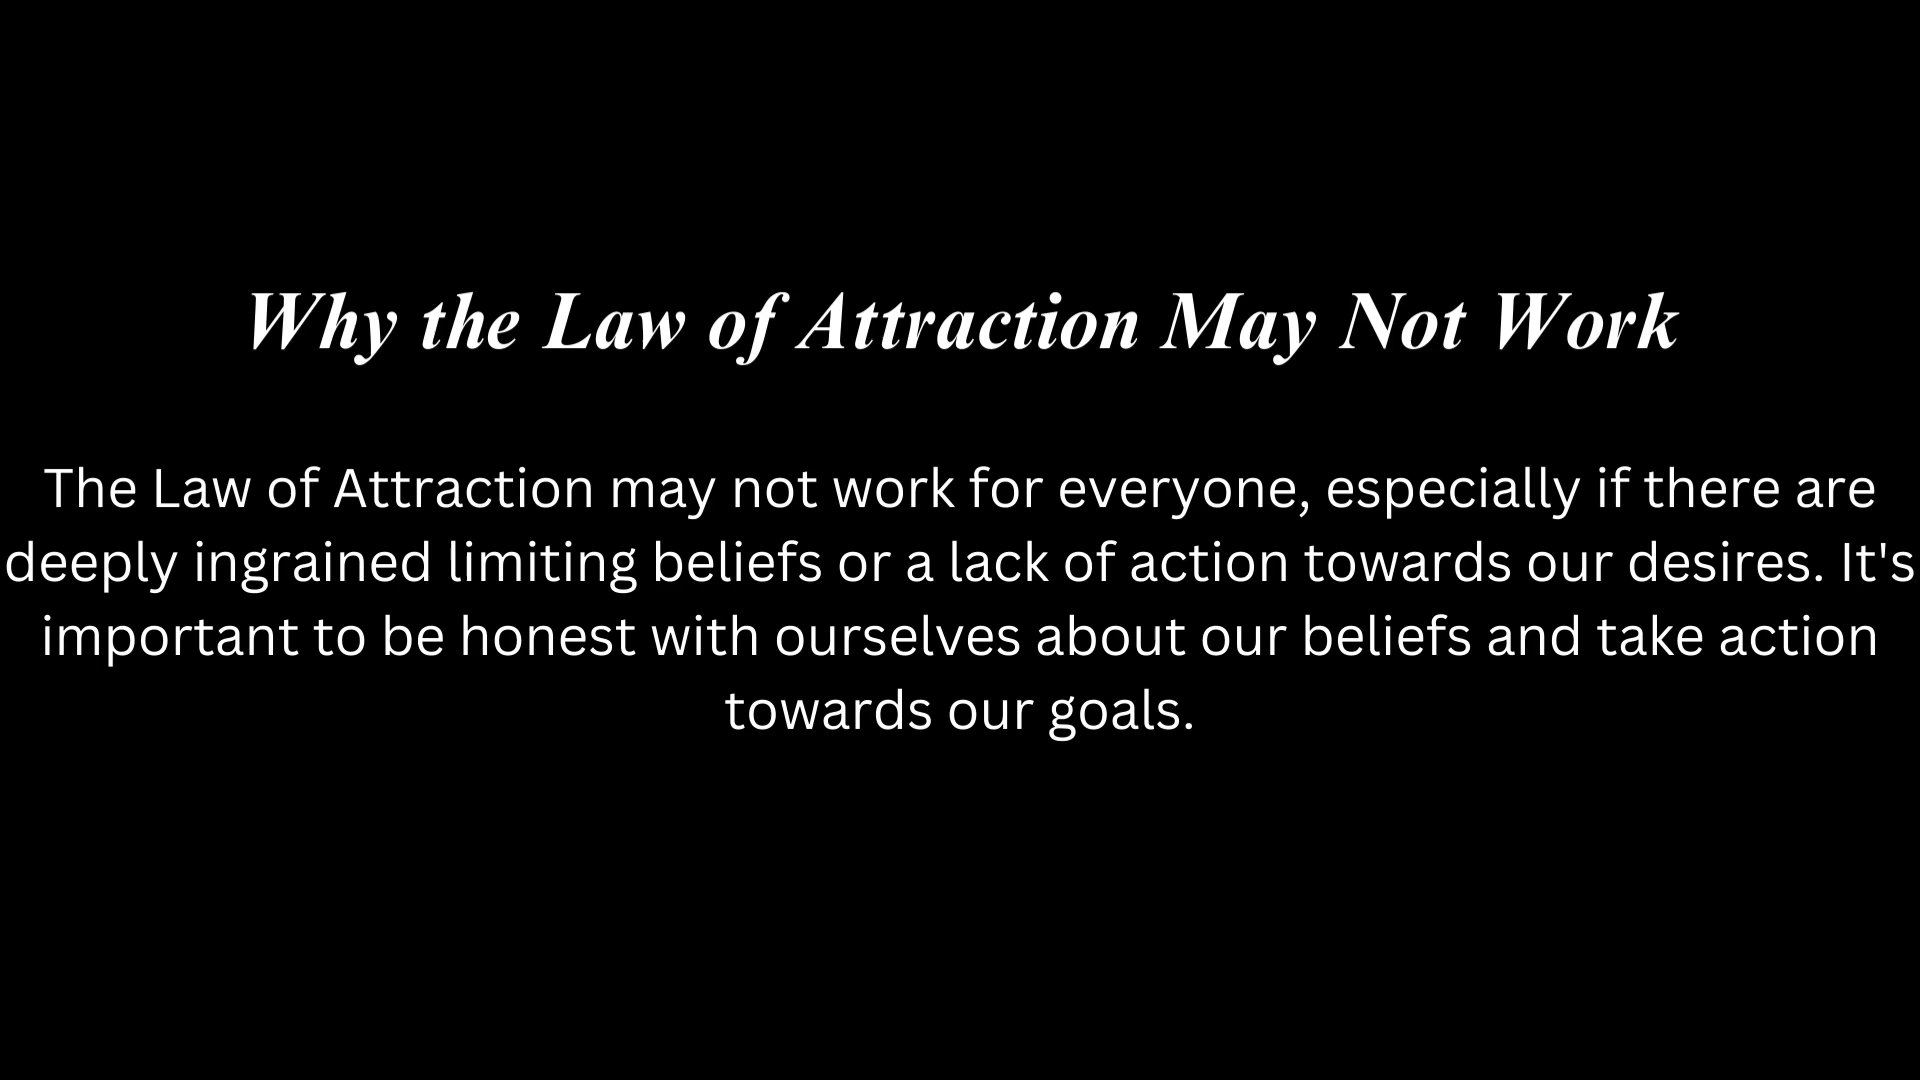 Why the Law of Attraction May Not Work
The Law of Attraction may not work for everyone, especially if there are
deeply ingrained limiting beliefs or a lack of action towards our desires. It's
important to be honest with ourselves about our beliefs and take action
towards our goals.